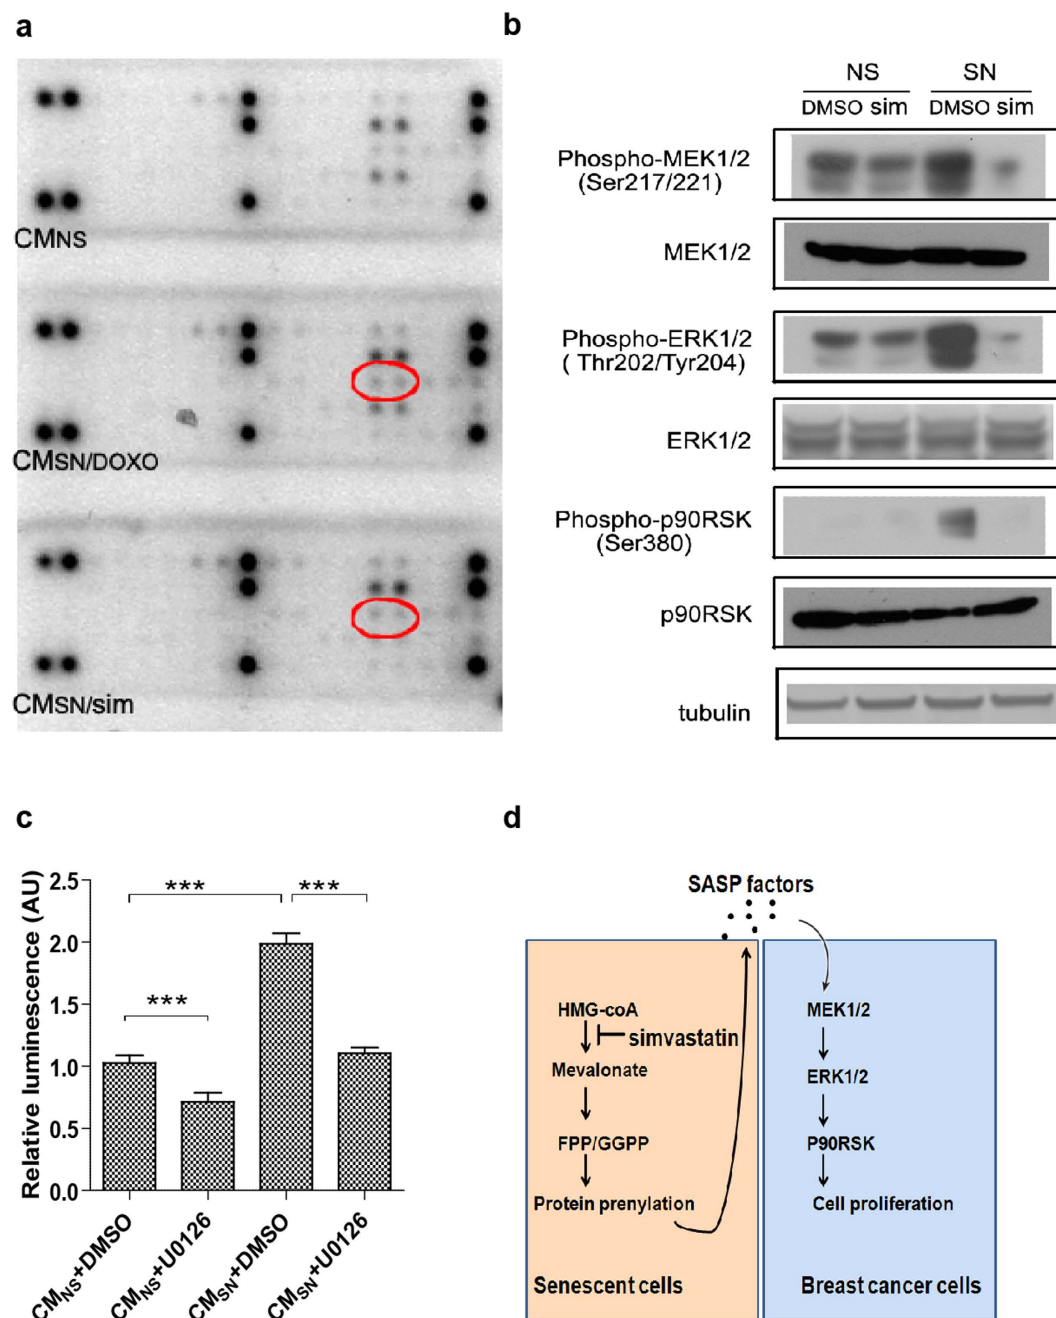 a
CMNS
CMSN/DOXO
CMSN/sim
b
NS SN
DMSO sim DMSO sim
Phospho-MEK1/2
(Ser217/221)
MEK1/2
Phospho-ERK1/2
( Thr202/Tyr204)
ERK1/2
Phospho-p90RSK
(Ser380)
p90RSK
tubulin
c
Relative luminescence (AU)
2.5
2.0
1.5
1.0
0.5
0.0
*** ***
***
CMNS+DMSO
CMNS+U0126
CMSN+DMSO
CMSN+U0126
d
SASP factors
HMG-coA
simvastatin
Mevalonate
FPP/GGPP
Protein prenylation
Senescent cells
MEK1/2
ERK1/2
P90RSK
Cell proliferation
Breast cancer cells